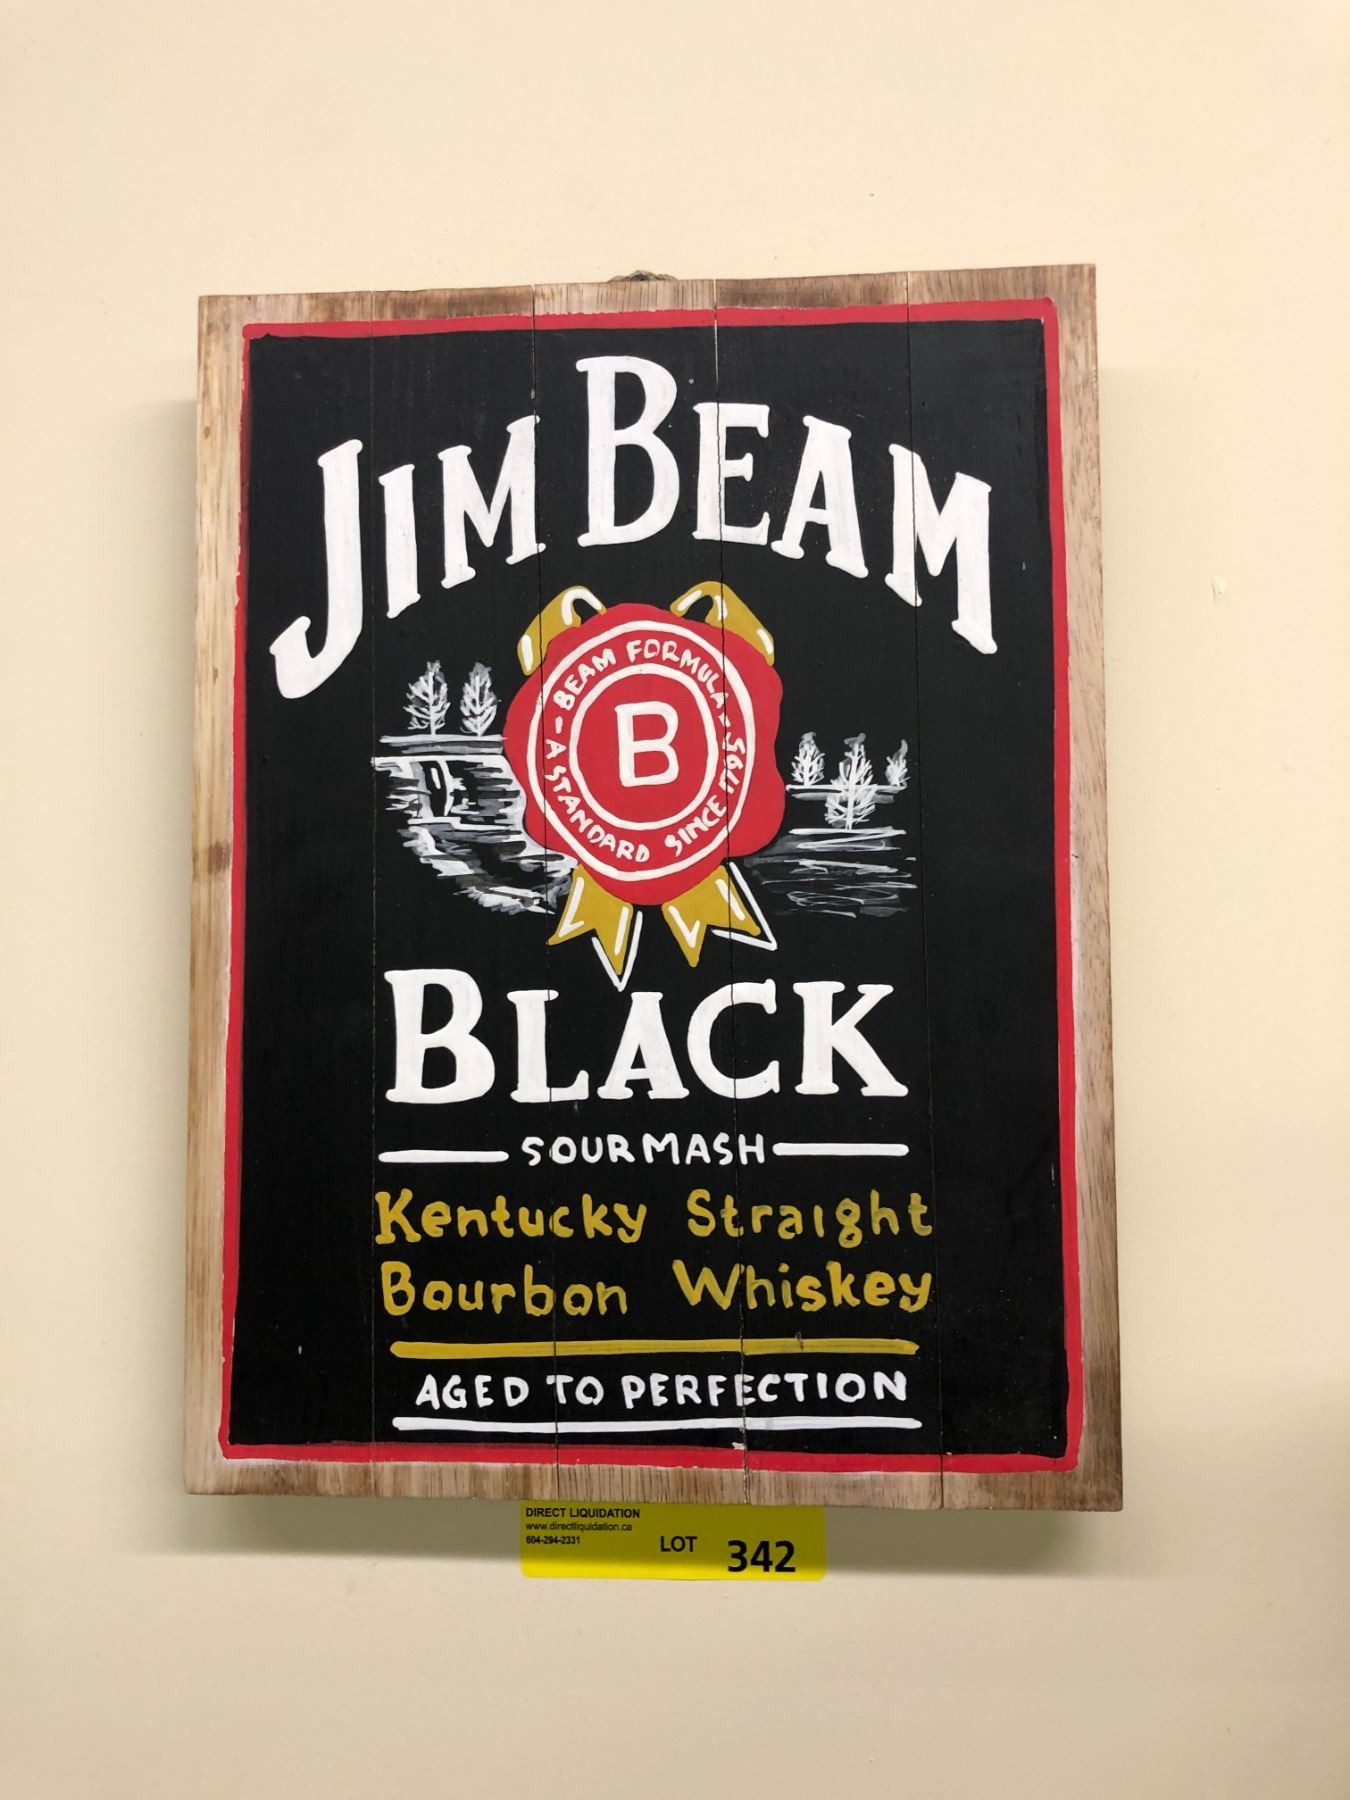 JIM BEAM
BEAM FORMULA
- A STANDARD SINCE 1795 -
B
BLACK
SOUR MASH
Kentucky Straight
Bourbon Whiskey
AGED TO PERFECTION
DIRECT LIQUIDATION
www.directliquidation.ca
604-294-2331
LOT 342